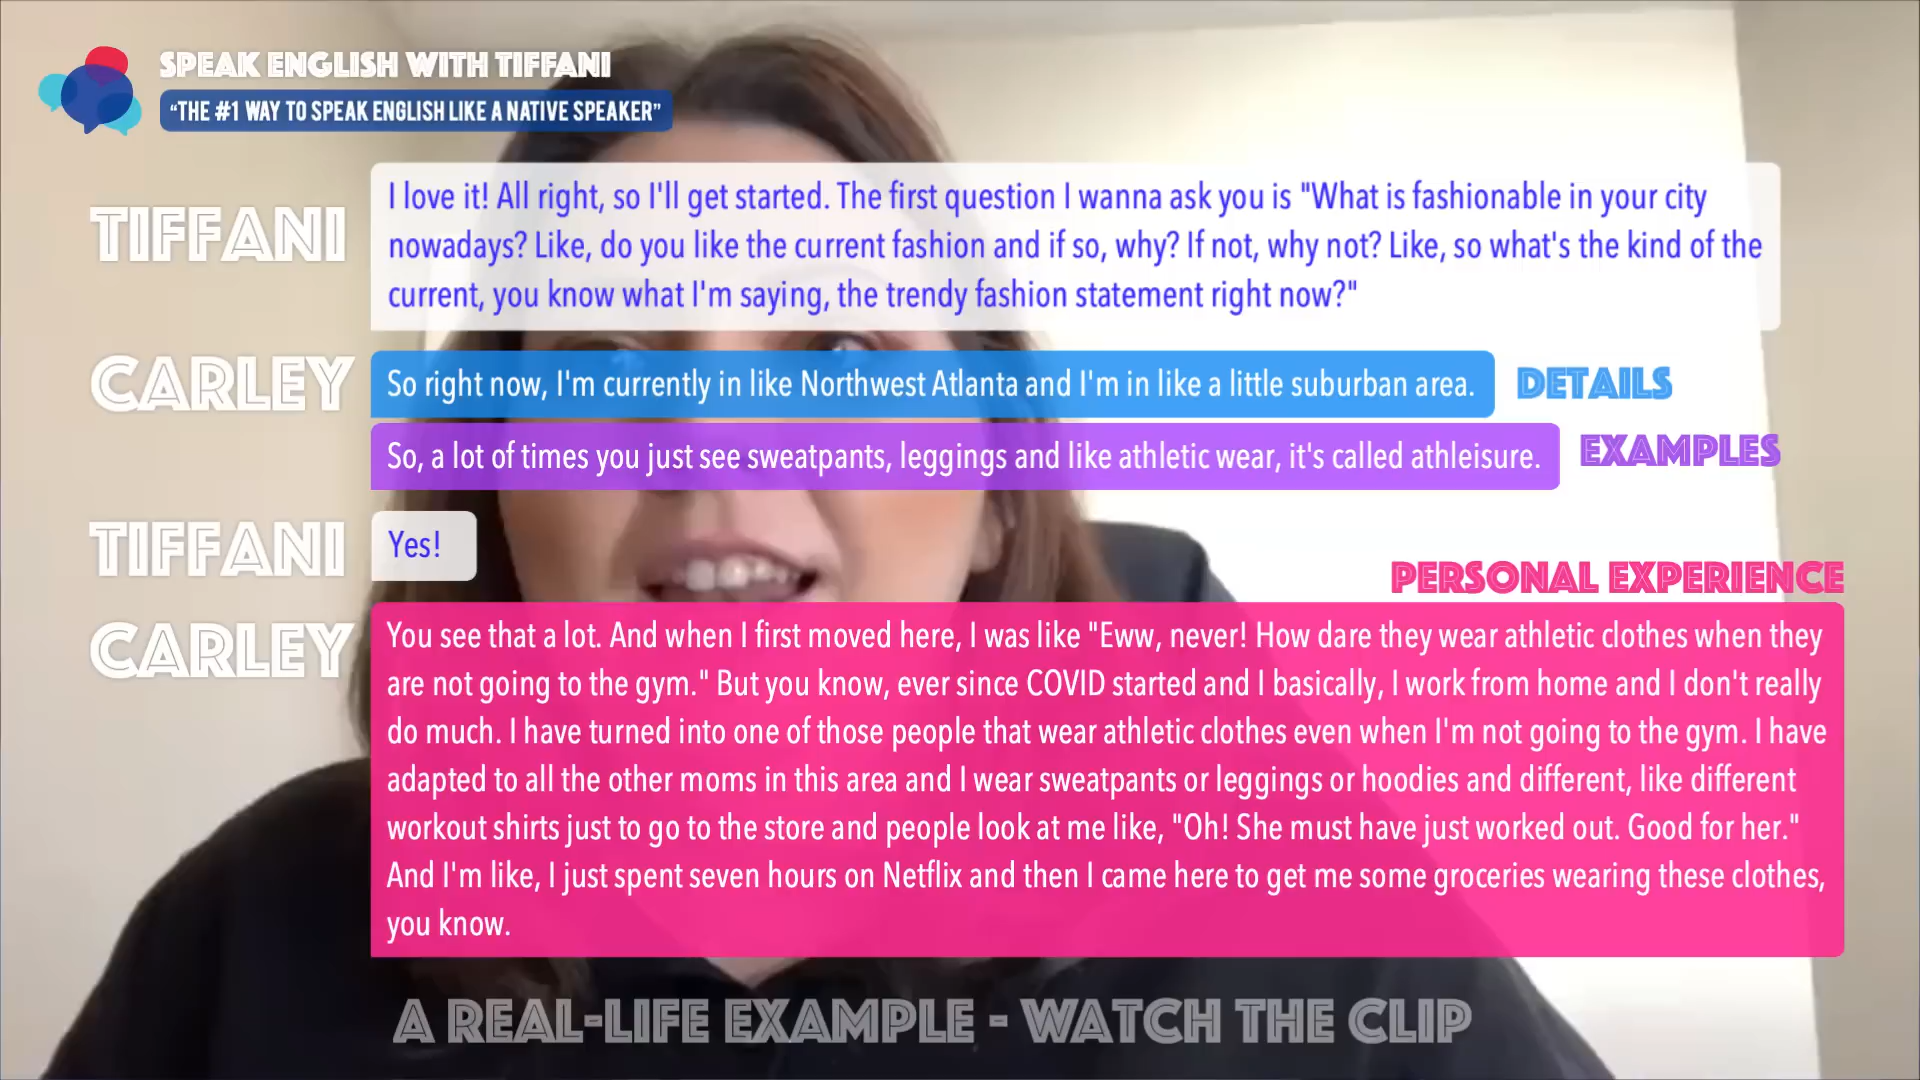 SPEAK ENGLISH WITH TIFFANI
"THE #1 WAY TO SPEAK ENGLISH LIKE A NATIVE SPEAKER"
TIFFANI
I love it! All right, so I'll get started. The first question I wanna ask you is "What is fashionable in your city
nowadays? Like, do you like the current fashion and if so, why? If not, why not? Like, so what's the kind of the
current, you know what I'm saying, the trendy fashion statement right now?"
CARLEY
So right now, I'm currently in like Northwest Atlanta and I'm in like a little suburban area.
DETAILS
So, a lot of times you just see sweatpants, leggings and like athletic wear, it's called athleisure.
EXAMPLES
TIFFANI
Yes!
PERSONAL EXPERIENCE
CARLEY
You see that a lot. And when I first moved here, I was like "Eww, never! How dare they wear athletic clothes when they
are not going to the gym." But you know, ever since COVID started and I basically, I work from home and I don't really
do much. I have turned into one of those people that wear athletic clothes even when I'm not going to the gym. I have
adapted to all the other moms in this area and I wear sweatpants or leggings or hoodies and different, like different
workout shirts just to go to the store and people look at me like, "Oh! She must have just worked out. Good for her."
And I'm like, I just spent seven hours on Netflix and then I came here to get me some groceries wearing these clothes,
you know.
A REAL-LIFE EXAMPLE - WATCH THE CLIP